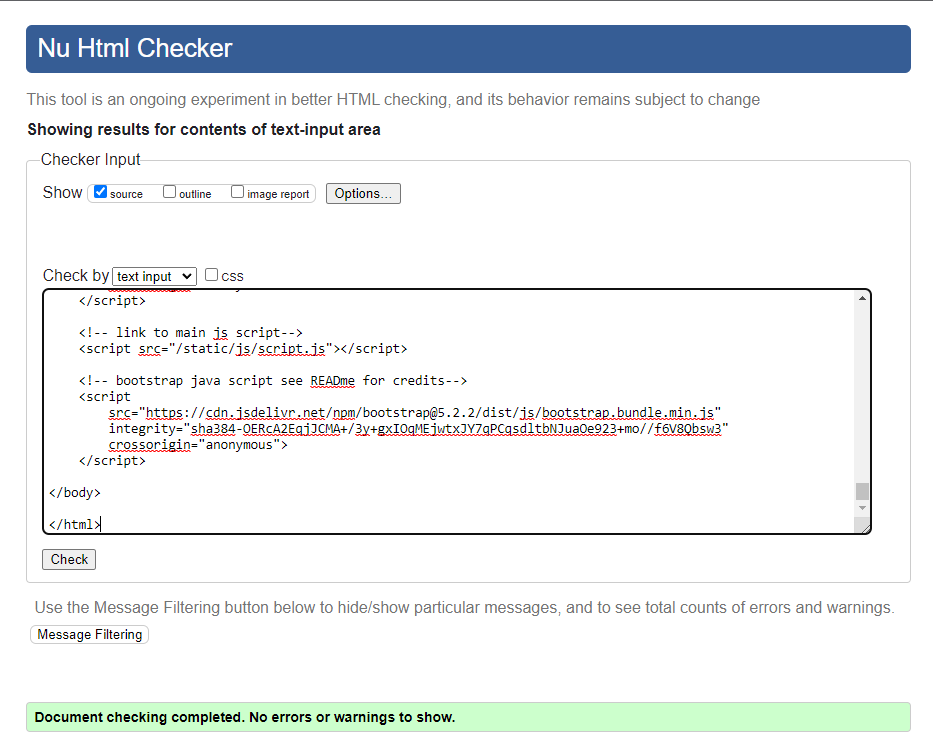 Nu Html Checker
This tool is an ongoing experiment in better HTML checking, and its behavior remains subject to change
Showing results for contents of text-input area
Checker Input
Show source outline image report Options...
Check by text input css
</script>
<!-- link to main js script-->
<script src="/static/js/script.js"></script>
<!-- bootstrap java script see READme for credits-->
<script
src="https://cdn.jsdelivr.net/npm/bootstrap@5.2.2/dist/js/bootstrap.bundle.min.js"
integrity="sha384-OERcA2EqjJCMA+/3y+gxIOqMEjwtxJY7qPCqsdltbNJuaOe923+mo//f6V8Qbsw3"
crossorigin="anonymous">
</script>
</body>
</html>
Check
Use the Message Filtering button below to hide/show particular messages, and to see total counts of errors and warnings.
Message Filtering
Document checking completed. No errors or warnings to show.